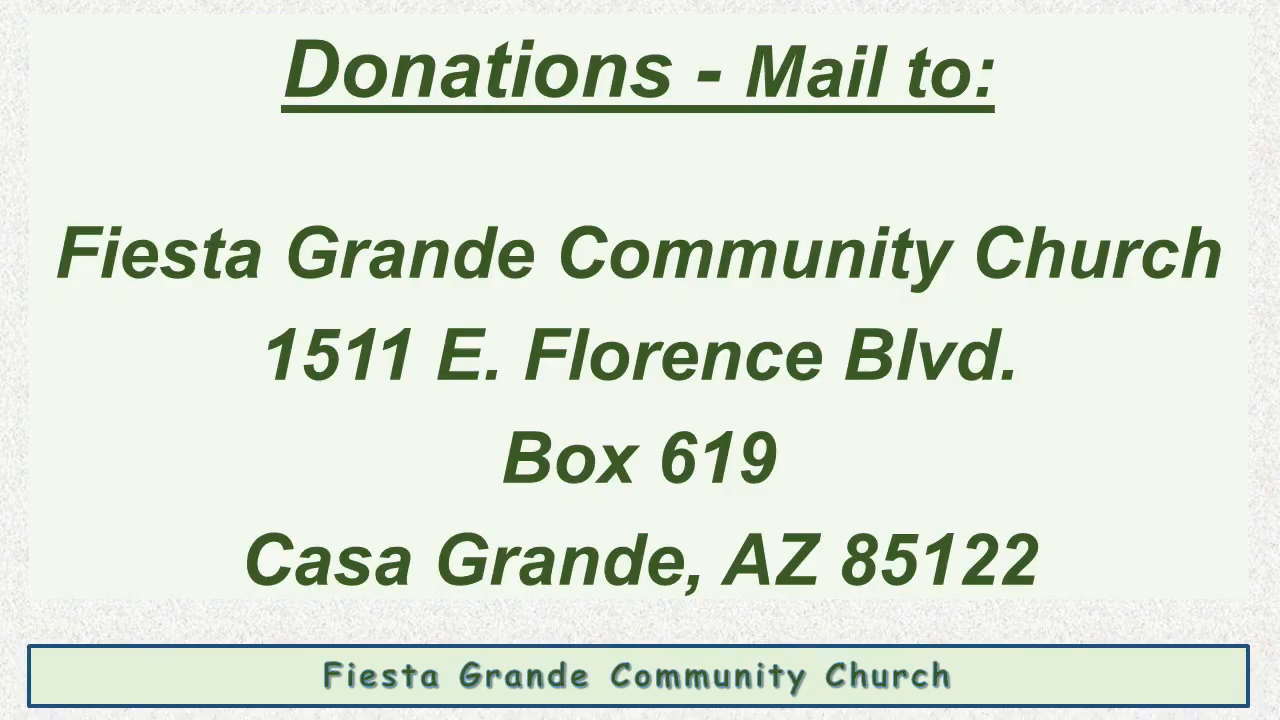 Donations - Mail to:
Fiesta Grande Community Church
1511 E. Florence Blvd.
Box 619
Casa Grande, AZ 85122
Fiesta Grande Community Church